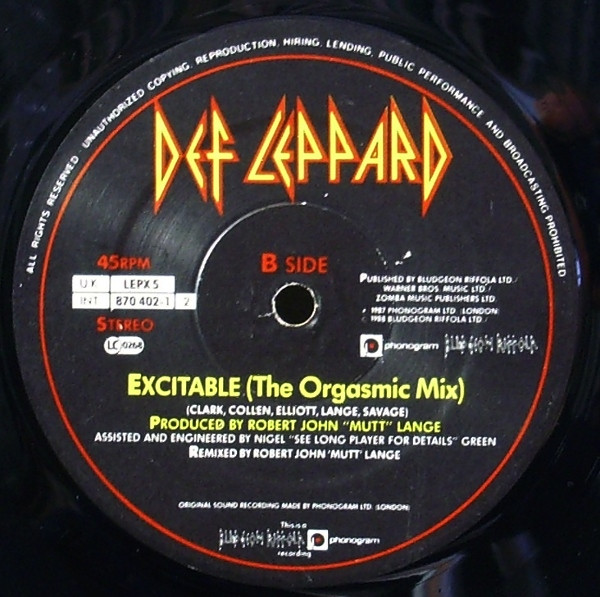 ALL RIGHTS RESERVED UNAUTHORIZED COPYING, REPRODUCTION, HIRING, LENDING, PUBLIC PERFORMANCE AND BROADCASTING PROHIBITED
DEF LEPPARD
45RPM
B SIDE
UK LEPX 5
INT 870 402-1 2
STEREO
LC 0268
PUBLISHED BY BLUDGEON RIFFOLA LTD/
WARNER BROS. MUSIC LTD/
ZOMBA MUSIC PUBLISHERS LTD
1987 PHONOGRAM LTD (LONDON)
1988 BLUDGEON RIFFOLA LTD/
phonogram
BLUDGEON RIFFOLA
EXCITABLE (The Orgasmic Mix)
(CLARK, COLLEN, ELLIOTT, LANGE, SAVAGE)
PRODUCED BY ROBERT JOHN "MUTT" LANGE
ASSISTED AND ENGINEERED BY NIGEL "SEE LONG PLAYER FOR DETAILS" GREEN
REMIXED BY ROBERT JOHN 'MUTT' LANGE
ORIGINAL SOUND RECORDING MADE BY PHONOGRAM LTD. (LONDON)
This is a
BLUDGEON RIFFOLA phonogram
recording